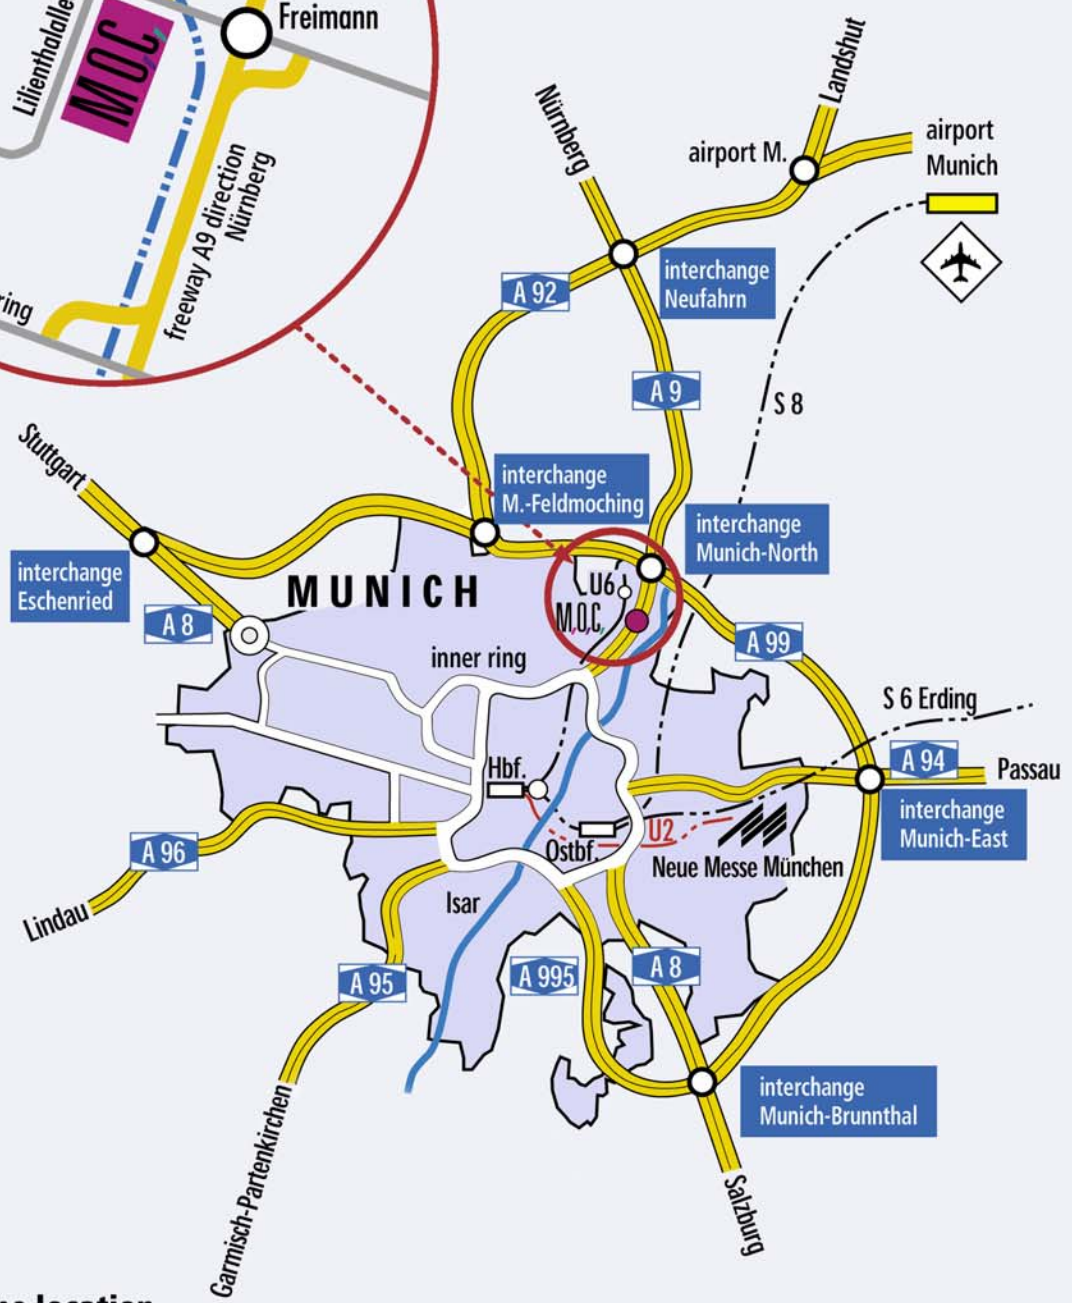 Freimann
Lilienthalalle
M,O,C,
freeway A9 direction
Nürnberg
ring
Nürnberg
Landshut
airport M.
airport
Munich
interchange
Neufahrn
A 92
A 9
S 8
Stuttgart
interchange
M.-Feldmoching
interchange
Munich-North
interchange
Eschenried
MUNICH
U6
M,O,C,
A 8
A 99
inner ring
S 6 Erding
Hbf.
A 94
Passau
interchange
Munich-East
U2
Ostbf.
A 96
Neue Messe München
Lindau
Isar
A 95
A 995
A 8
interchange
Munich-Brunnthal
Garmisch-Partenkirchen
Salzburg
location